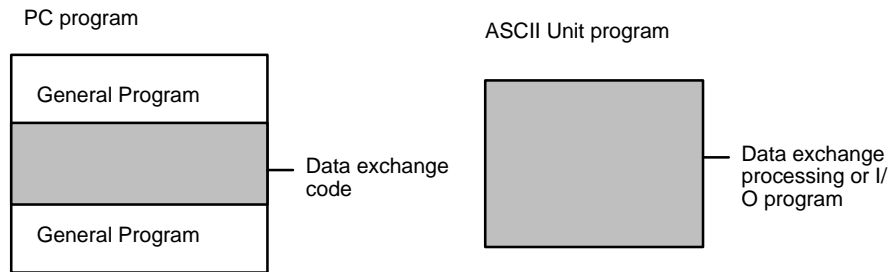 PC program
General Program
Data exchange
code
General Program
ASCII Unit program
Data exchange
processing or I/
O program